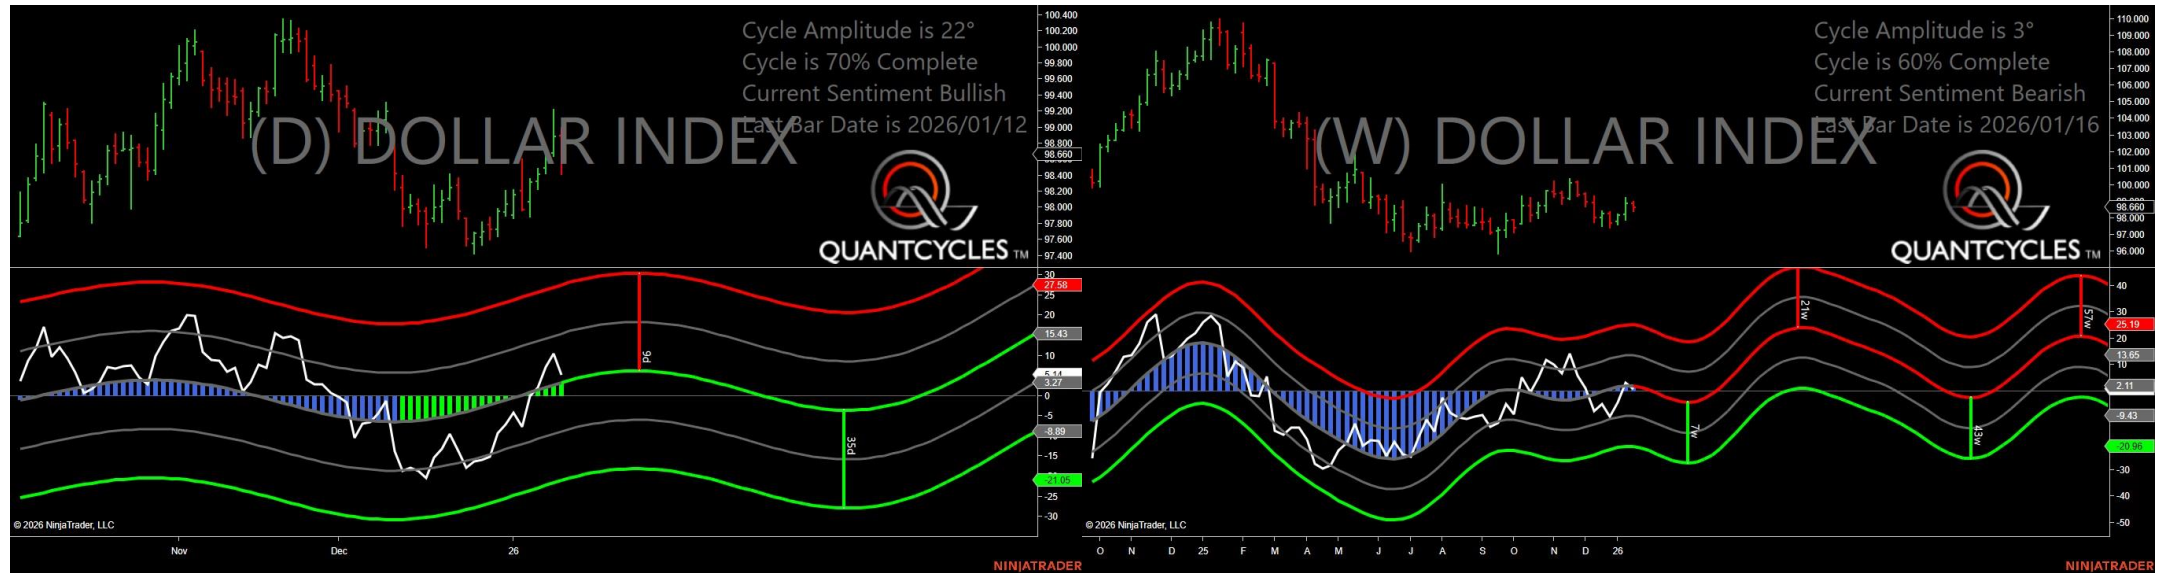 Cycle Amplitude is 22°
Cycle is 70% Complete
Current Sentiment Bullish
Last Bar Date is 2026/01/12
(D) DOLLAR INDEX
QUANTCYCLES TM
100.400
100.200
100.000
99.800
99.600
99.400
99.200
99.000
98.800
98.660
98.400
98.200
98.000
97.800
97.600
97.400
30
27.58
25
20
15.43
10
5.14
3.27
0
-5
-8.89
-15
-21.05
-25
-30
9d
35d
© 2026 NinjaTrader, LLC
Nov
Dec
26
NINJATRADER
Cycle Amplitude is 3°
Cycle is 60% Complete
Current Sentiment Bearish
Last Bar Date is 2026/01/16
(W) DOLLAR INDEX
QUANTCYCLES TM
110.000
109.000
108.000
107.000
106.000
105.000
104.000
103.000
102.000
101.000
100.000
98.660
98.000
97.000
96.000
40
30
25.19
20
13.65
10
2.11
-9.43
-20.96
-30
-40
-50
7w
21w
43w
57w
© 2026 NinjaTrader, LLC
O N D 25 F M A M J J A S O N D 26
NINJATRADER